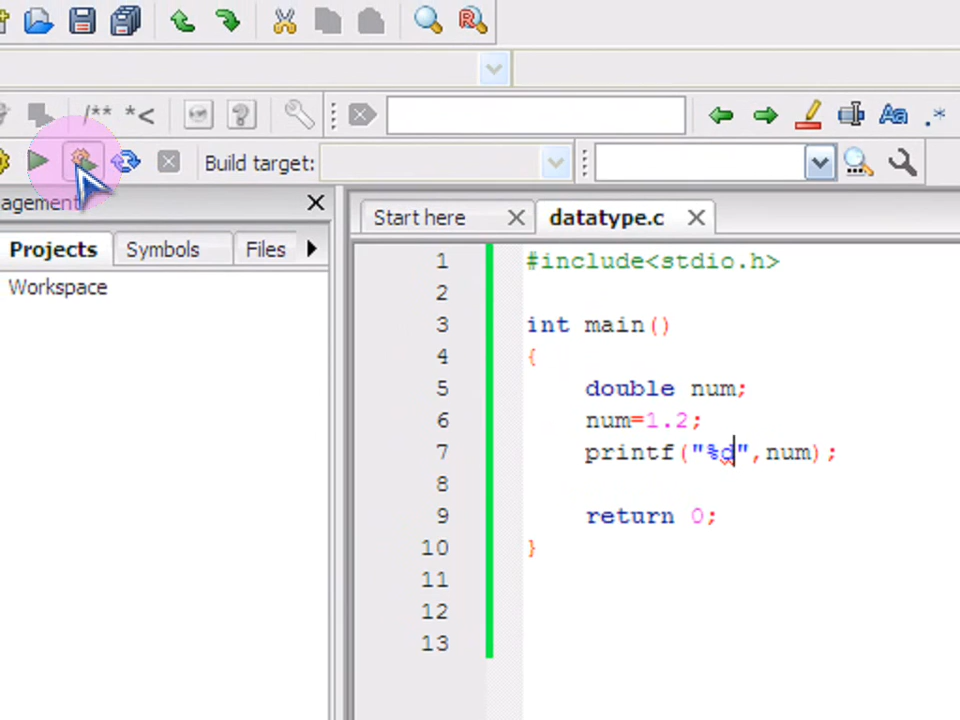 /** *<
Aa .*
Build target:
agement
Start here
datatype.c
Projects
Symbols
Files
Workspace
1 #include<stdio.h>
2
3 int main()
4 {
5 double num;
6 num=1.2;
7 printf("%d",num);
8
9 return 0;
10 }
11
12
13